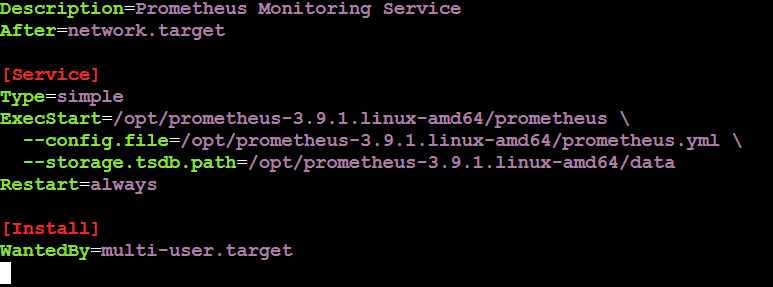 Description=Prometheus Monitoring Service
After=network.target
[Service]
Type=simple
ExecStart=/opt/prometheus-3.9.1.linux-amd64/prometheus \
--config.file=/opt/prometheus-3.9.1.linux-amd64/prometheus.yml \
--storage.tsdb.path=/opt/prometheus-3.9.1.linux-amd64/data
Restart=always
[Install]
WantedBy=multi-user.target